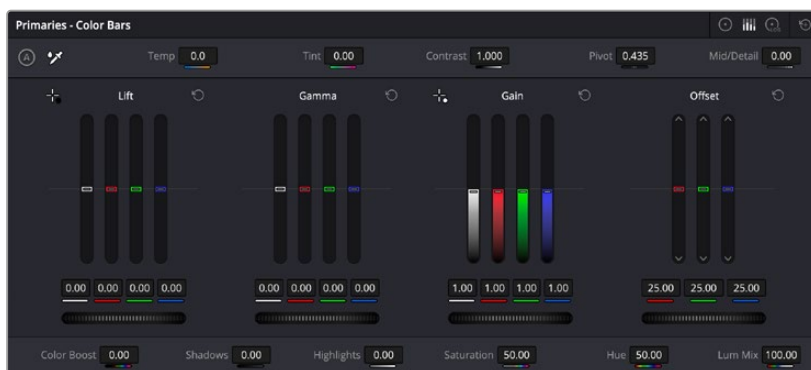 Primaries - Color Bars
A Temp 0.0 Tint 0.00 Contrast 1.000 Pivot 0.435 Mid/Detail 0.00
Lift Gamma Gain Offset
0.00 0.00 0.00 0.00 0.00 0.00 0.00 0.00 1.00 1.00 1.00 1.00 25.00 25.00 25.00
Color Boost 0.00 Shadows 0.00 Highlights 0.00 Saturation 50.00 Hue 50.00 Lum Mix 100.00